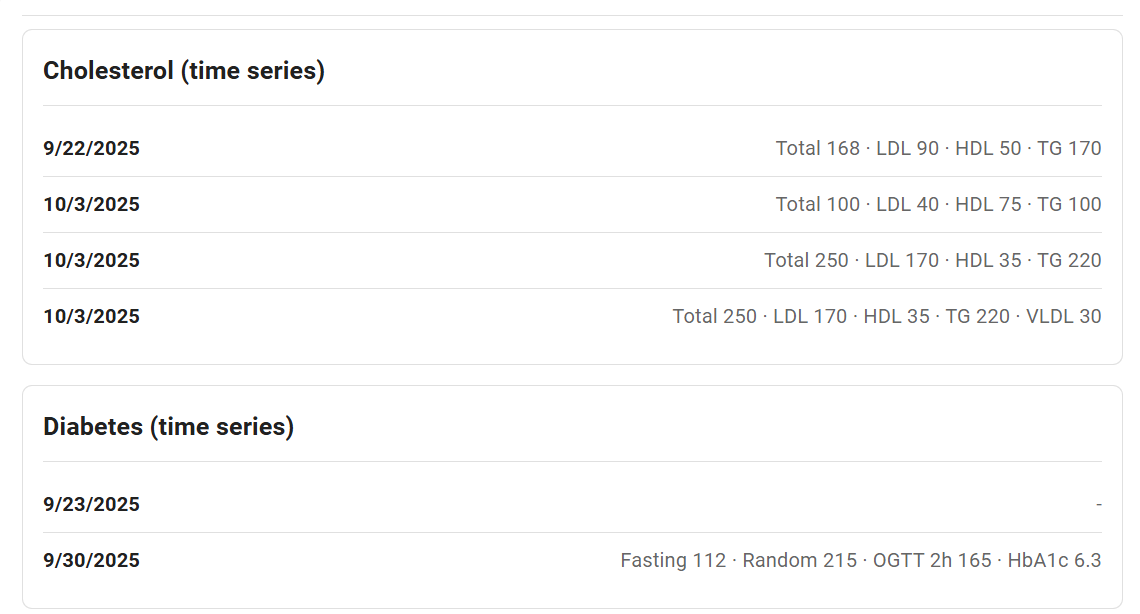 Cholesterol (time series)
9/22/2025 Total 168 · LDL 90 · HDL 50 · TG 170
10/3/2025 Total 100 · LDL 40 · HDL 75 · TG 100
10/3/2025 Total 250 · LDL 170 · HDL 35 · TG 220
10/3/2025 Total 250 · LDL 170 · HDL 35 · TG 220 · VLDL 30
Diabetes (time series)
9/23/2025 -
9/30/2025 Fasting 112 · Random 215 · OGTT 2h 165 · HbA1c 6.3